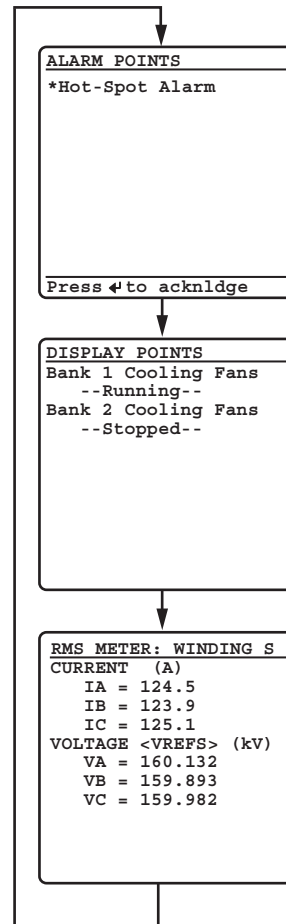 ALARM POINTS
*Hot-Spot Alarm
Press ↵ to acknldge
DISPLAY POINTS
Bank 1 Cooling Fans
--Running--
Bank 2 Cooling Fans
--Stopped--
RMS METER: WINDING S
CURRENT (A)
IA = 124.5
IB = 123.9
IC = 125.1
VOLTAGE <VREFS> (kV)
VA = 160.132
VB = 159.893
VC = 159.982